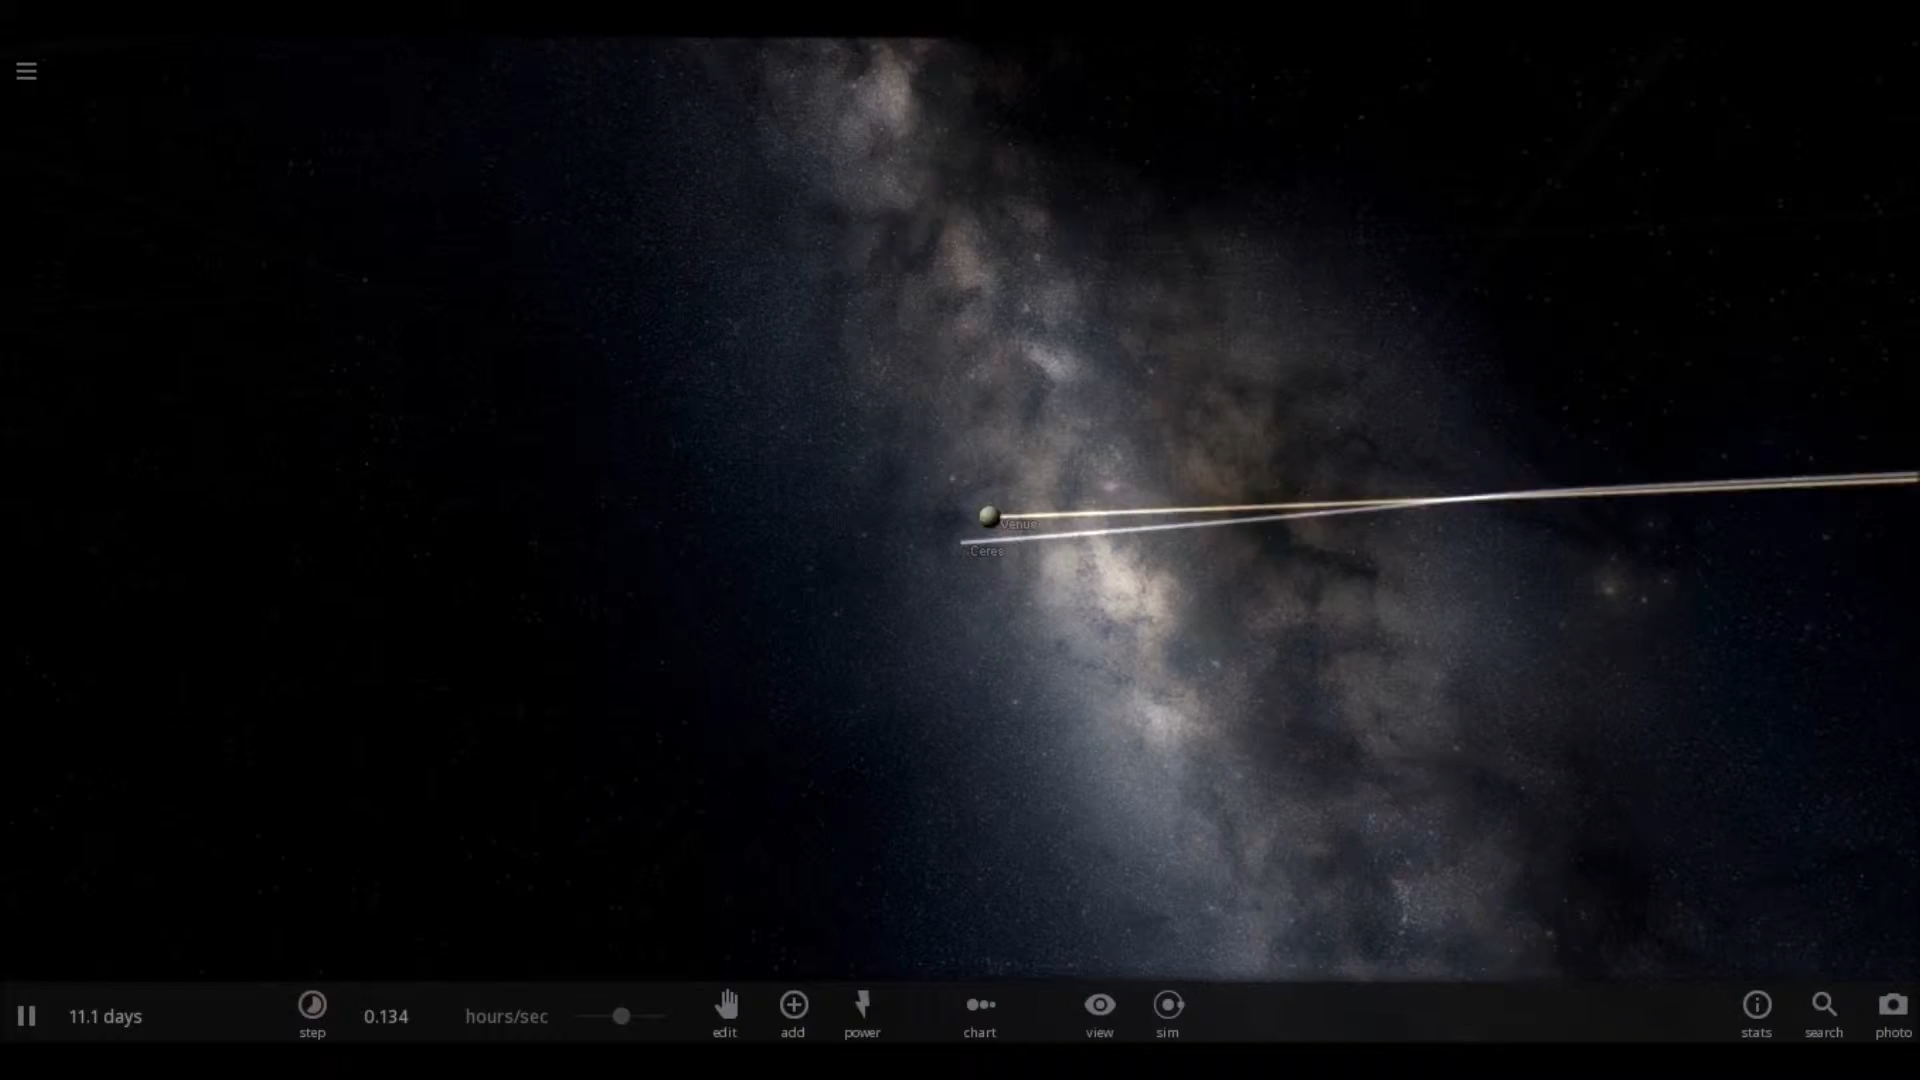 Venus
Ceres
11.1 days
step
0.134
hours/sec
edit
add
power
chart
view
sim
stats
search
photo